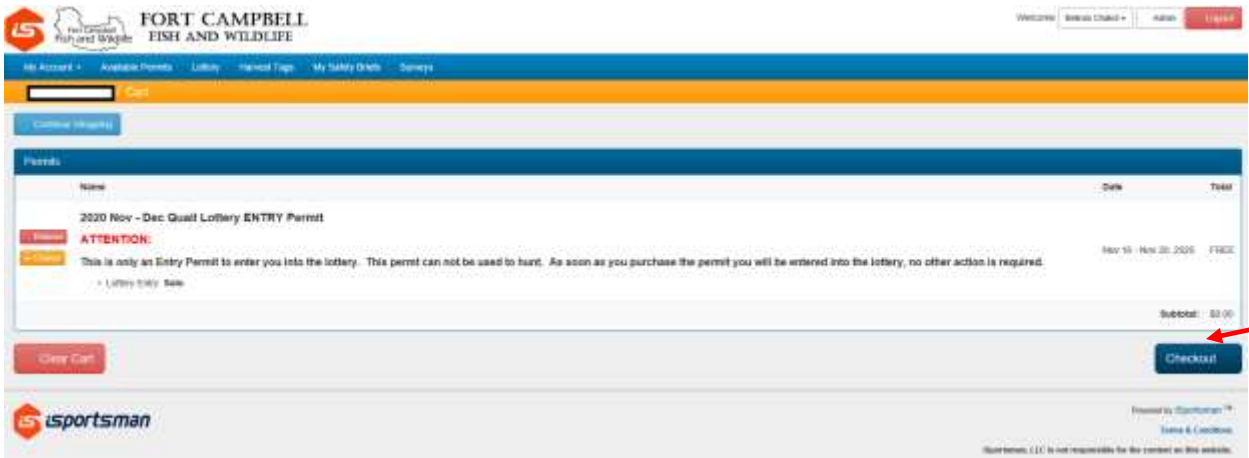 FORT CAMPBELL
FISH AND WILDLIFE
Fort Campbell
Fish and Wildlife
Welcome Admin Logout
My Account Available Permits Lottery Harvest Tags My Safety Briefs Surveys
Cart
Continue Shopping
Permits
Name Date Total
2020 Nov - Dec Quail Lottery ENTRY Permit
ATTENTION:
Remove
Change
This is only an Entry Permit to enter you into the lottery. This permit can not be used to hunt. As soon as you purchase the permit you will be entered into the lottery, no other action is required.
Nov 16 - Nov 20, 2020 FREE
Lottery Entry
Subtotal: $0.00
Clear Cart
Checkout
iSportsman
Powered by iSportsman ™
Terms & Conditions
iSportsman, LLC is not responsible for the content on this website.